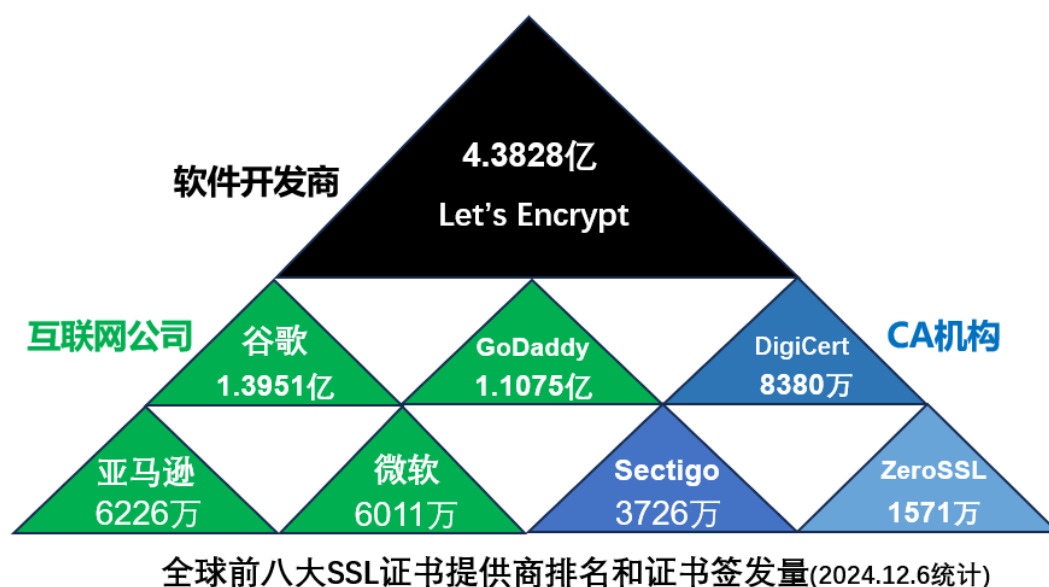 4.3828亿
软件开发商
Let's Encrypt
互联网公司
谷歌
1.3951亿
GoDaddy
1.1075亿
DigiCert
8380万
CA机构
亚马逊
6226万
微软
6011万
Sectigo
3726万
ZeroSSL
1571万
全球前八大SSL证书提供商排名和证书签发量(2024.12.6统计)